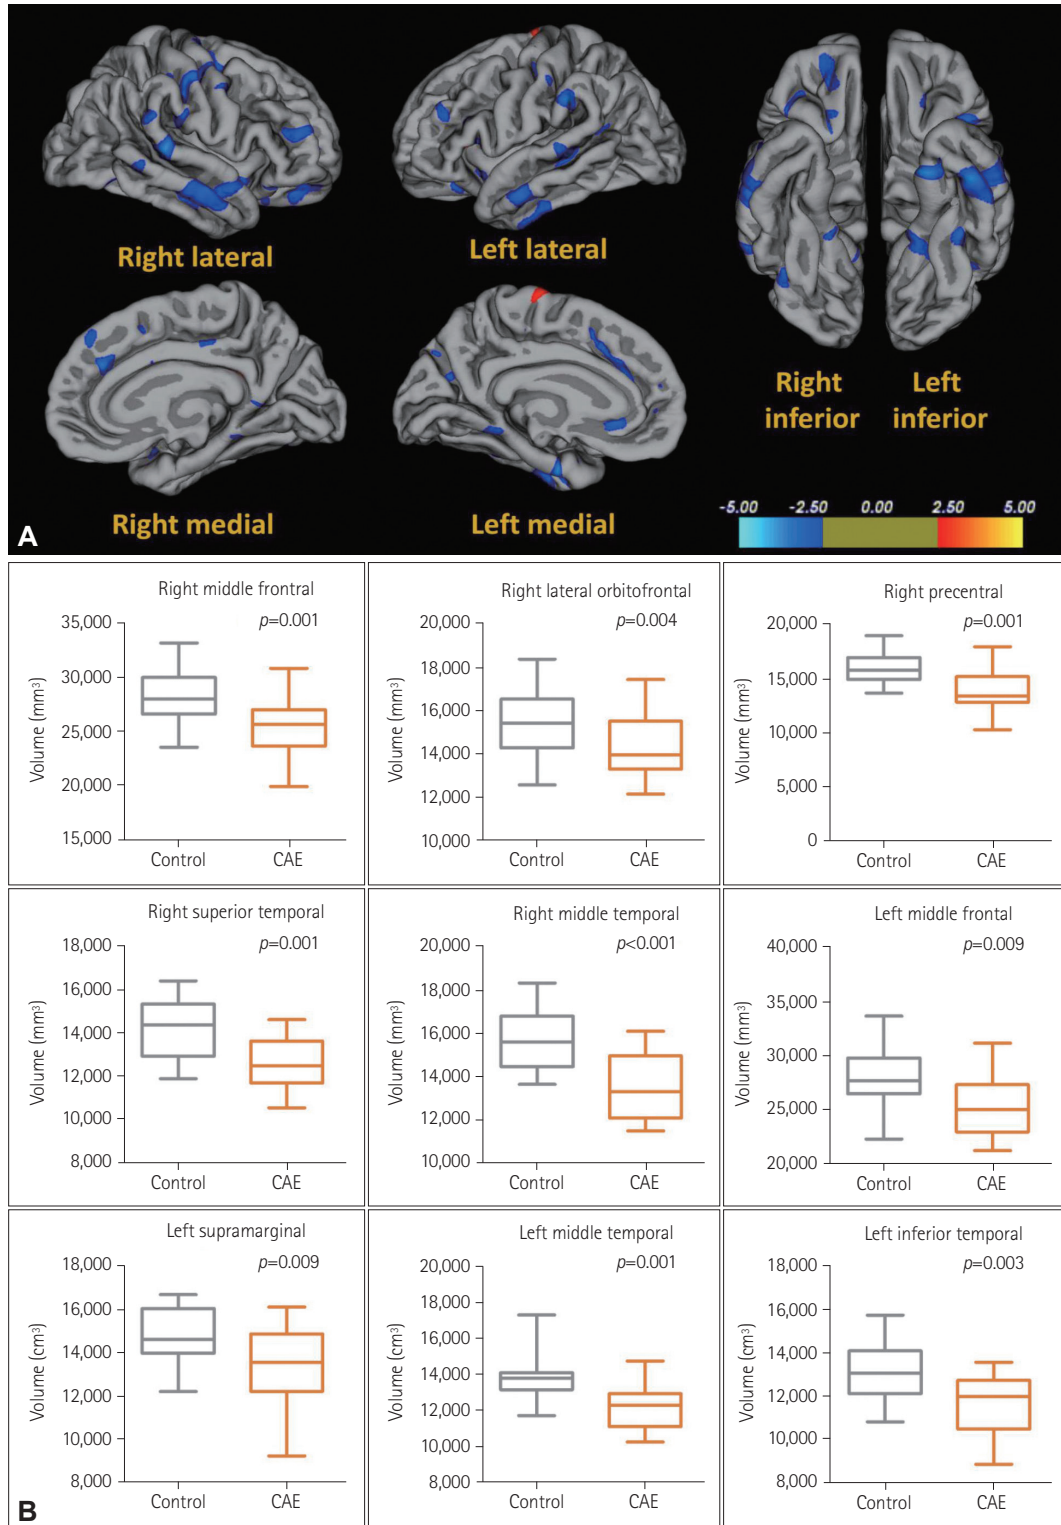 Right lateral
Left lateral
Right inferior
Left inferior
Right medial
Left medial
-5.00 -2.50 0.00 2.50 5.00
A
Right middle frontral
p=0.001
Volume (mm³)
35,000
30,000
25,000
20,000
15,000
Control CAE
Right lateral orbitofrontal
p=0.004
Volume (mm³)
20,000
18,000
16,000
14,000
12,000
10,000
Control CAE
Right precentral
p=0.001
Volume (mm³)
20,000
15,000
10,000
5,000
0
Control CAE
Right superior temporal
p=0.001
Volume (mm³)
18,000
16,000
14,000
12,000
10,000
8,000
Control CAE
Right middle temporal
p<0.001
Volume (mm³)
20,000
18,000
16,000
14,000
12,000
10,000
Control CAE
Left middle frontal
p=0.009
Volume (mm³)
40,000
35,000
30,000
25,000
20,000
Control CAE
Left supramarginal
p=0.009
Volume (cm³)
18,000
16,000
14,000
12,000
10,000
8,000
Control CAE
Left middle temporal
p=0.001
Volume (cm³)
20,000
18,000
16,000
14,000
12,000
10,000
8,000
Control CAE
Left inferior temporal
p=0.003
Volume (cm³)
18,000
16,000
14,000
12,000
10,000
8,000
Control CAE
B